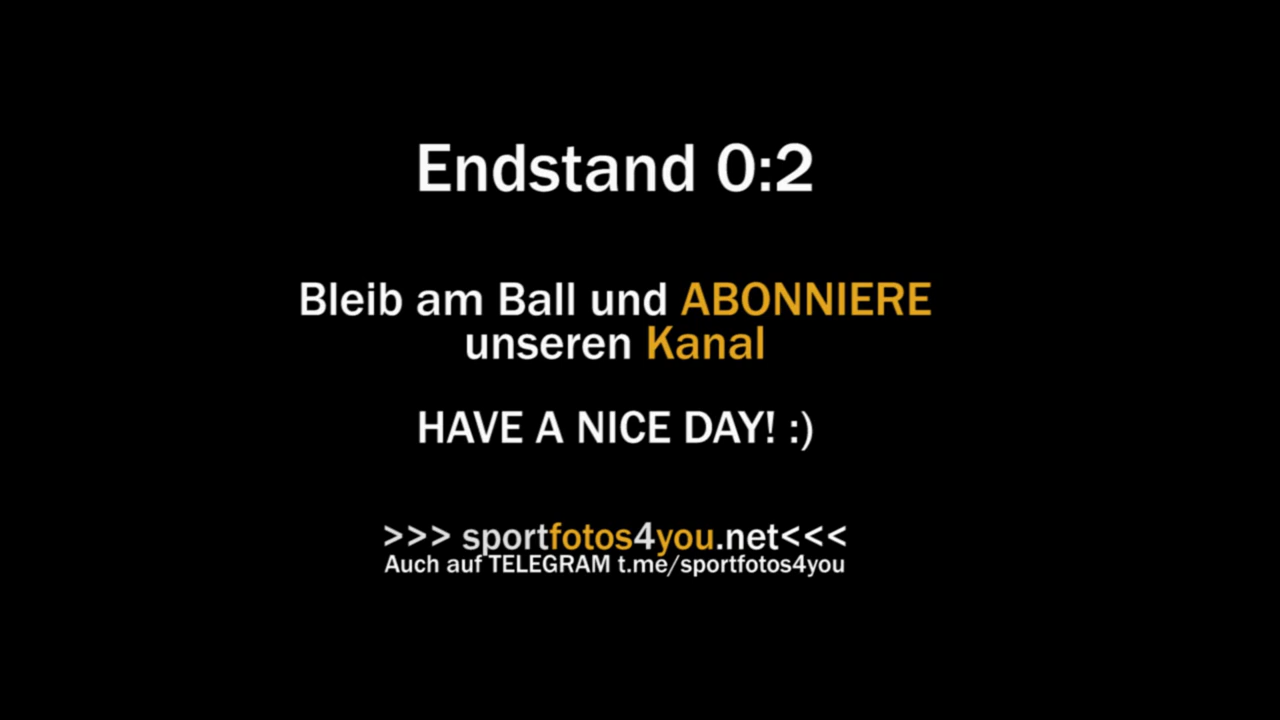 Endstand 0:2
Bleib am Ball und ABONNIERE
unseren Kanal
HAVE A NICE DAY! :)
>>> sportfotos4you.net<<<
Auch auf TELEGRAM t.me/sportfotos4you